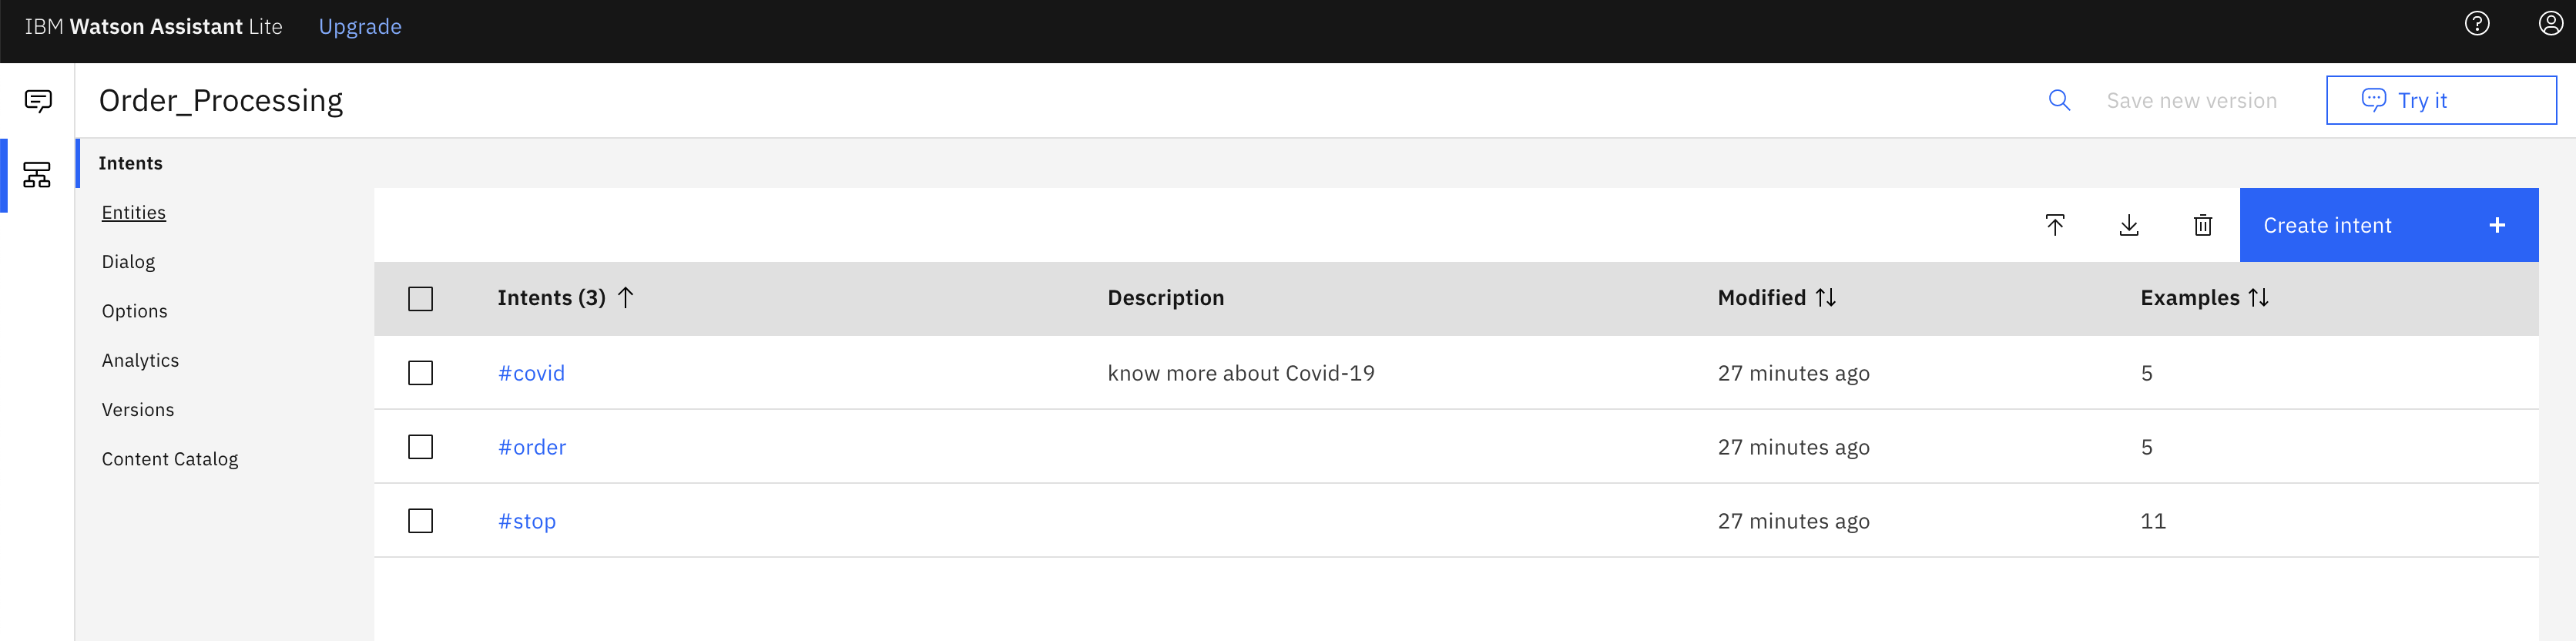 IBM Watson Assistant Lite Upgrade
Order_Processing
Save new version
Try it
Intents
Entities
Dialog
Options
Analytics
Versions
Content Catalog
Create intent
Intents (3) Description Modified Examples
#covid know more about Covid-19 27 minutes ago 5
#order 27 minutes ago 5
#stop 27 minutes ago 11